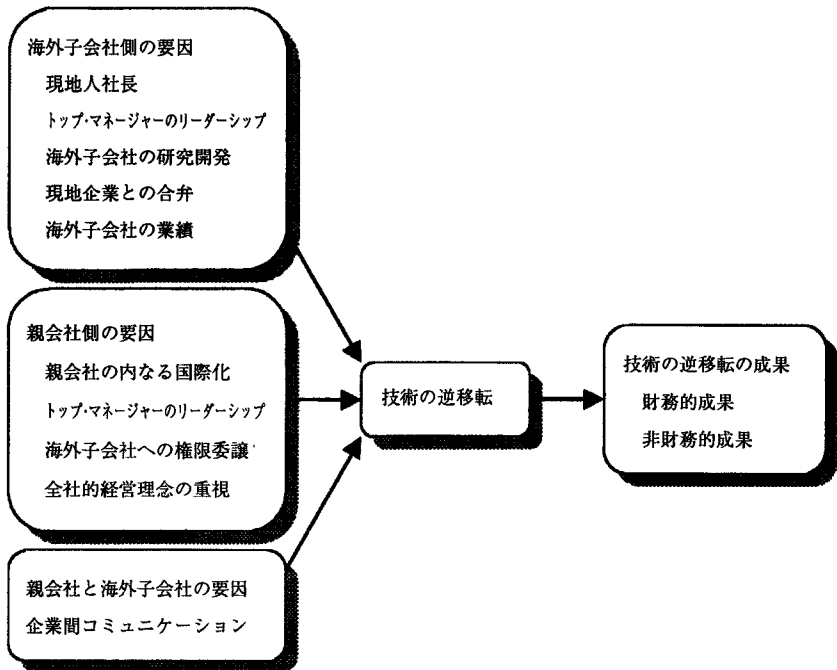 海外子会社側の要因
現地人社長
トップ・マネージャーのリーダーシップ
海外子会社の研究開発
現地企業との合弁
海外子会社の業績
親会社側の要因
親会社の内なる国際化
トップ・マネージャーのリーダーシップ
海外子会社への権限委譲
全社的経営理念の重視
親会社と海外子会社の要因
企業間コミュニケーション
技術の逆移転
技術の逆移転の成果
財務的成果
非財務的成果